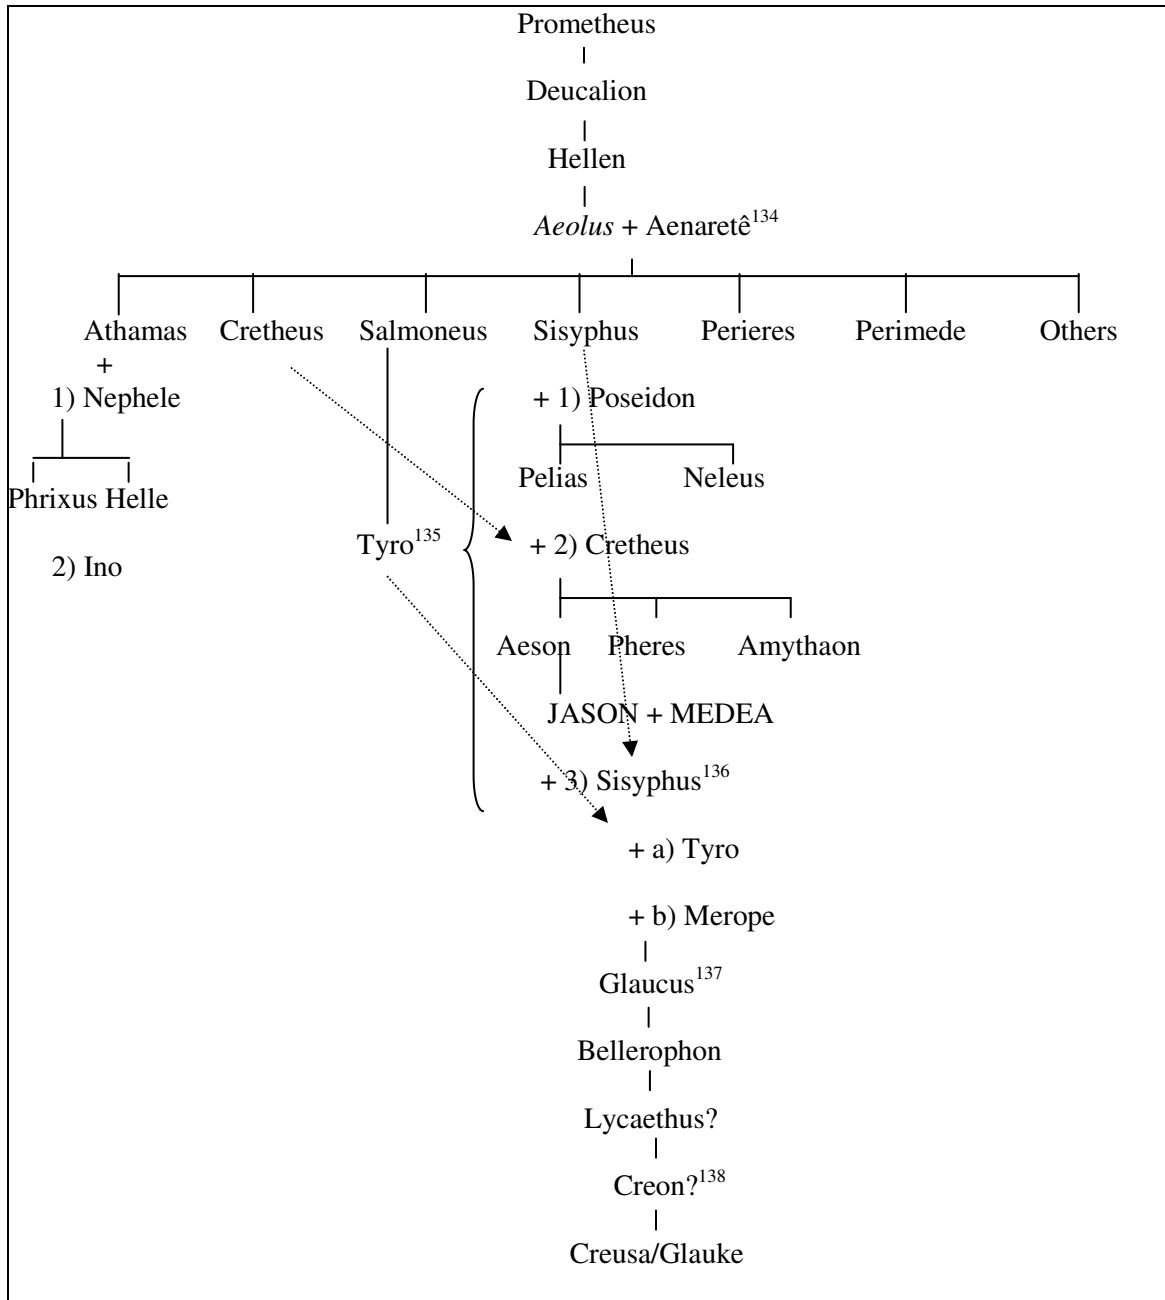 Prometheus
Deucalion
Hellen
Aeolus + Aenaretê134
Athamas Cretheus Salmoneus Sisyphus Perieres Perimede Others
+
1) Nephele + 1) Poseidon
Pelias Neleus
Phrixus Helle
Tyro135 + 2) Cretheus
2) Ino
Aeson Pheres Amythaon
JASON + MEDEA
+ 3) Sisyphus136
+ a) Tyro
+ b) Merope
Glaucus137
Bellerophon
Lycaethus?
Creon?138
Creusa/Glauke